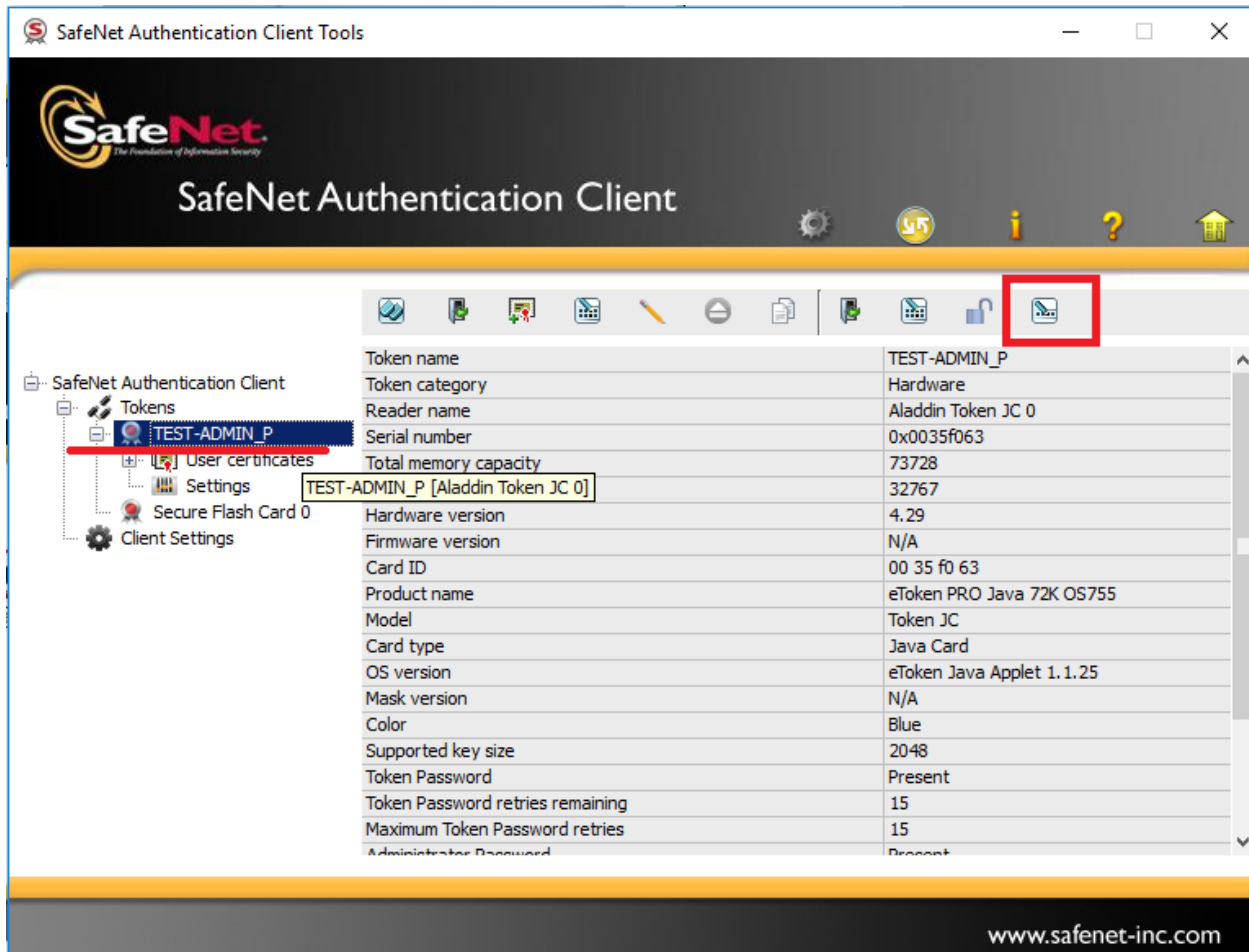 SafeNet Authentication Client Tools
SafeNet.
The Foundation of Information Security
SafeNet Authentication Client
SafeNet Authentication Client
Tokens
TEST-ADMIN_P
User certificates
Settings
Secure Flash Card 0
Client Settings
TEST-ADMIN_P [Aladdin Token JC 0]
Token name TEST-ADMIN_P
Token category Hardware
Reader name Aladdin Token JC 0
Serial number 0x0035f063
Total memory capacity 73728
32767
Hardware version 4.29
Firmware version N/A
Card ID 00 35 f0 63
Product name eToken PRO Java 72K OS755
Model Token JC
Card type Java Card
OS version eToken Java Applet 1.1.25
Mask version N/A
Color Blue
Supported key size 2048
Token Password Present
Token Password retries remaining 15
Maximum Token Password retries 15
Administrator Password Present
www.safenet-inc.com